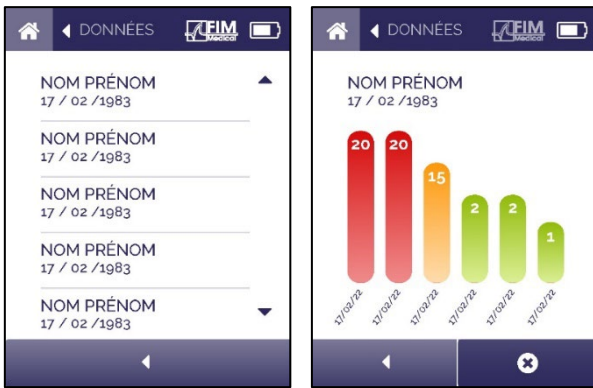 DONNÉES
FIM
Medical
NOM PRÉNOM
17 / 02 /1983
NOM PRÉNOM
17 / 02 /1983
NOM PRÉNOM
17 / 02 /1983
NOM PRÉNOM
17 / 02 /1983
NOM PRÉNOM
17 / 02 /1983
DONNÉES
FIM
Medical
NOM PRÉNOM
17 / 02 /1983
20 20 15 2 2 1
17/02/22 17/02/22 17/02/22 17/02/22 17/02/22 17/02/22